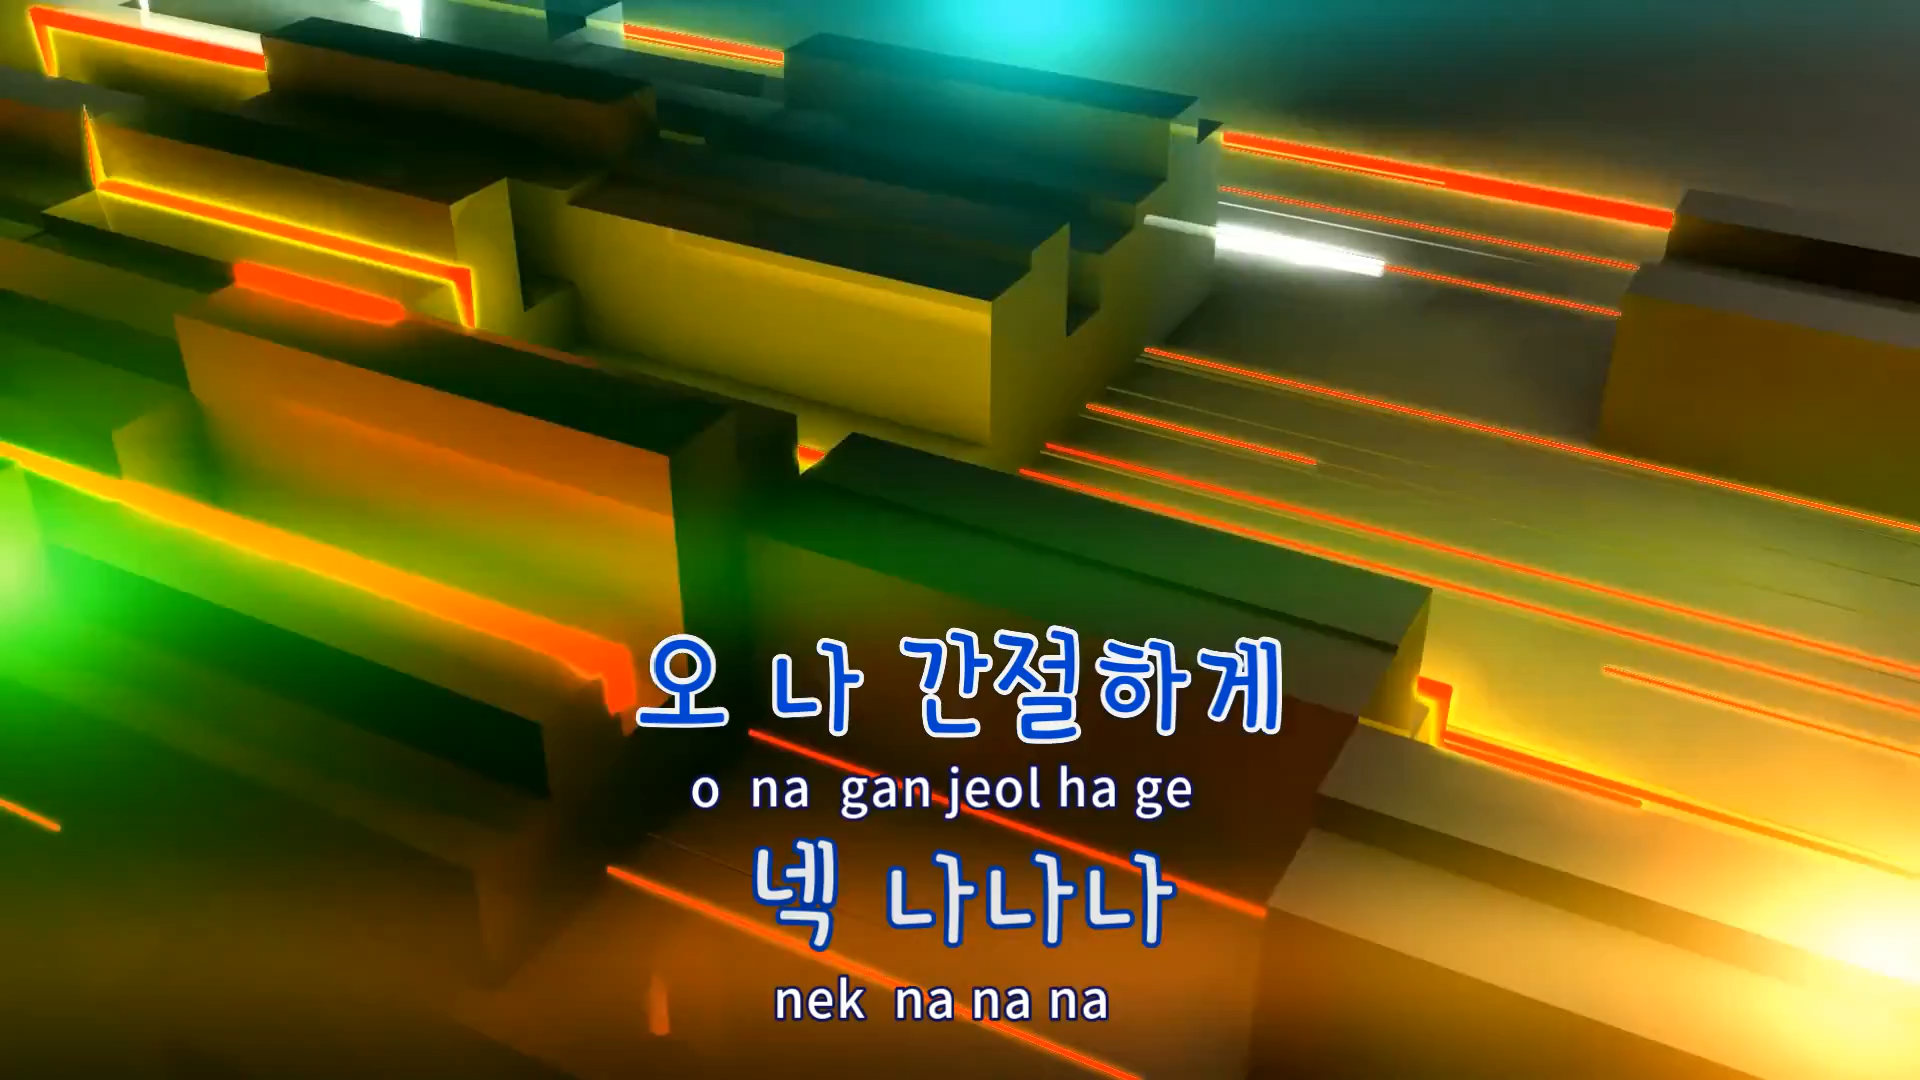 오 나 간절하게
o na gan jeol ha ge
넥 나나나
nek na na na